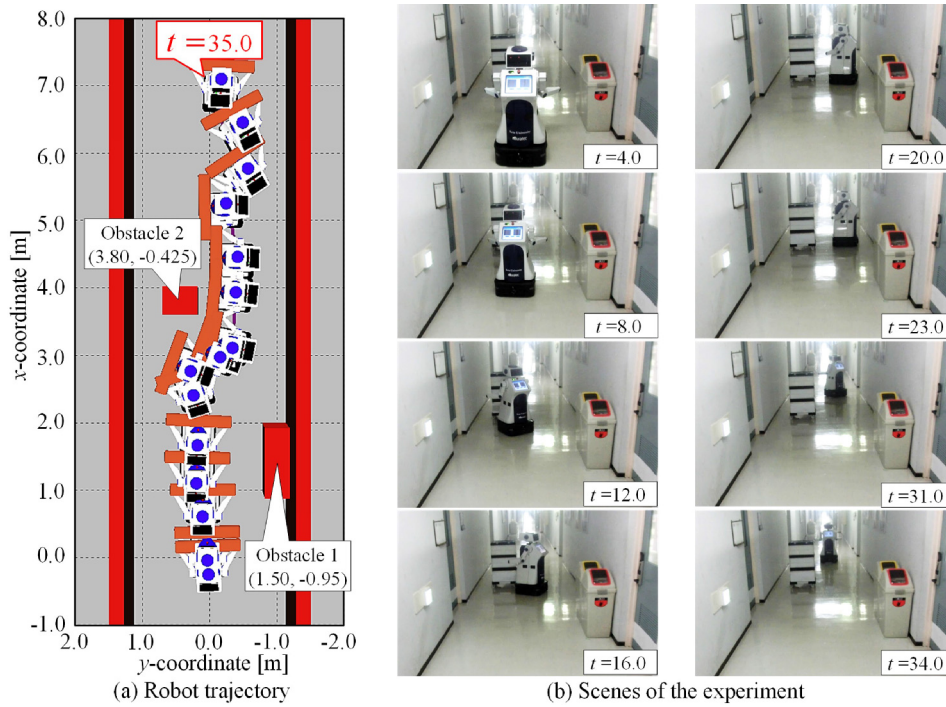 8.0
7.0
6.0
5.0
4.0
3.0
2.0
1.0
0.0
-1.0
x-coordinate [m]
2.0 1.0 0.0 -1.0 -2.0
y-coordinate [m]
t = 35.0
Obstacle 2
(3.80, -0.425)
Obstacle 1
(1.50, -0.95)
(a) Robot trajectory
t=4.0
t=20.0
t=8.0
t=23.0
t=12.0
t=31.0
t=16.0
t=34.0
(b) Scenes of the experiment